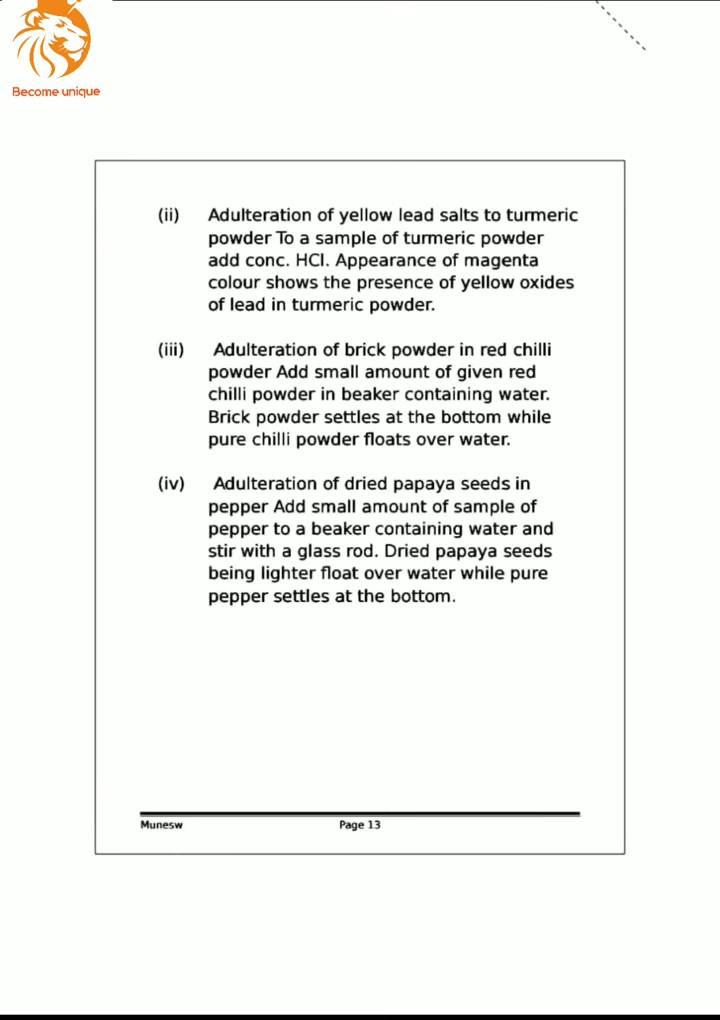 Become unique
(ii) Adulteration of yellow lead salts to turmeric
powder To a sample of turmeric powder
add conc. HCl. Appearance of magenta
colour shows the presence of yellow oxides
of lead in turmeric powder.
(iii) Adulteration of brick powder in red chilli
powder Add small amount of given red
chilli powder in beaker containing water.
Brick powder settles at the bottom while
pure chilli powder floats over water.
(iv) Adulteration of dried papaya seeds in
pepper Add small amount of sample of
pepper to a beaker containing water and
stir with a glass rod. Dried papaya seeds
being lighter float over water while pure
pepper settles at the bottom.
Munesw Page 13